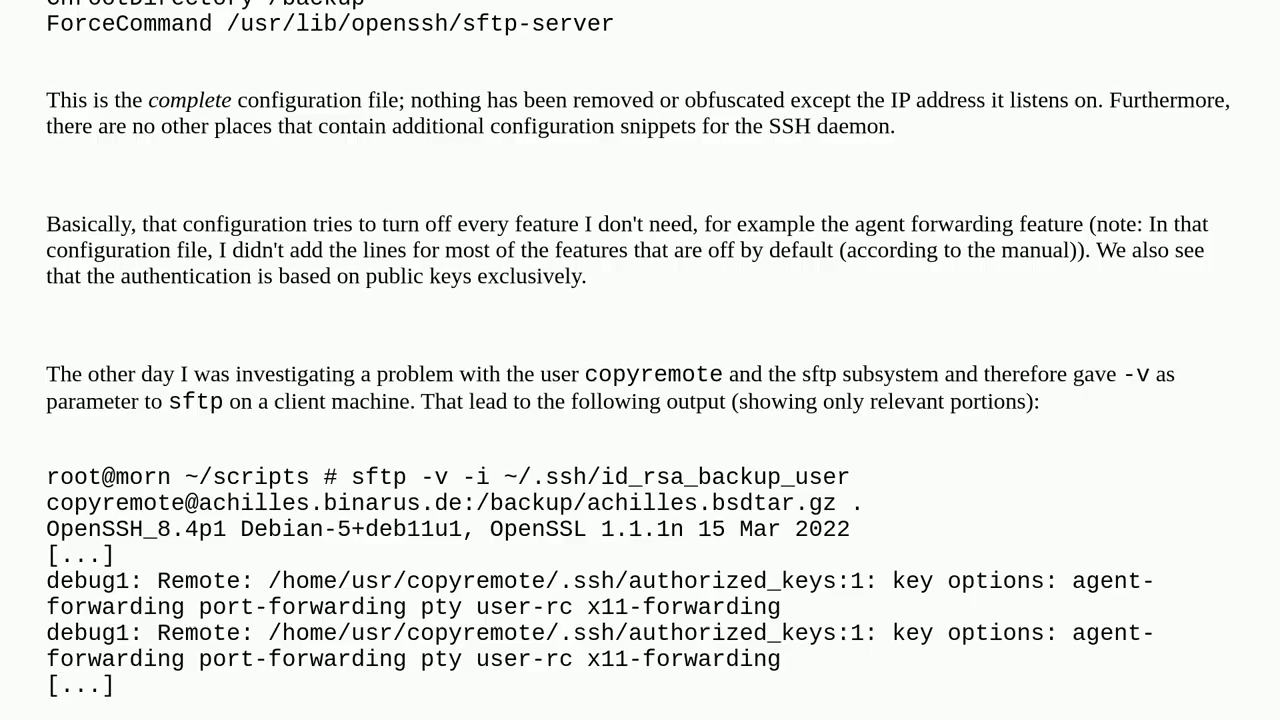 ChrootDirectory /backup
ForceCommand /usr/lib/openssh/sftp-server
This is the complete configuration file; nothing has been removed or obfuscated except the IP address it listens on. Furthermore,
there are no other places that contain additional configuration snippets for the SSH daemon.
Basically, that configuration tries to turn off every feature I don't need, for example the agent forwarding feature (note: In that
configuration file, I didn't add the lines for most of the features that are off by default (according to the manual)). We also see
that the authentication is based on public keys exclusively.
The other day I was investigating a problem with the user copyremote and the sftp subsystem and therefore gave -v as
parameter to sftp on a client machine. That lead to the following output (showing only relevant portions):
root@morn ~/scripts # sftp -v -i ~/.ssh/id_rsa_backup_user
copyremote@achilles.binarus.de:/backup/achilles.bsdtar.gz .
OpenSSH_8.4p1 Debian-5+deb11u1, OpenSSL 1.1.1n 15 Mar 2022
[...]
debug1: Remote: /home/usr/copyremote/.ssh/authorized_keys:1: key options: agent-
forwarding port-forwarding pty user-rc x11-forwarding
debug1: Remote: /home/usr/copyremote/.ssh/authorized_keys:1: key options: agent-
forwarding port-forwarding pty user-rc x11-forwarding
[...]